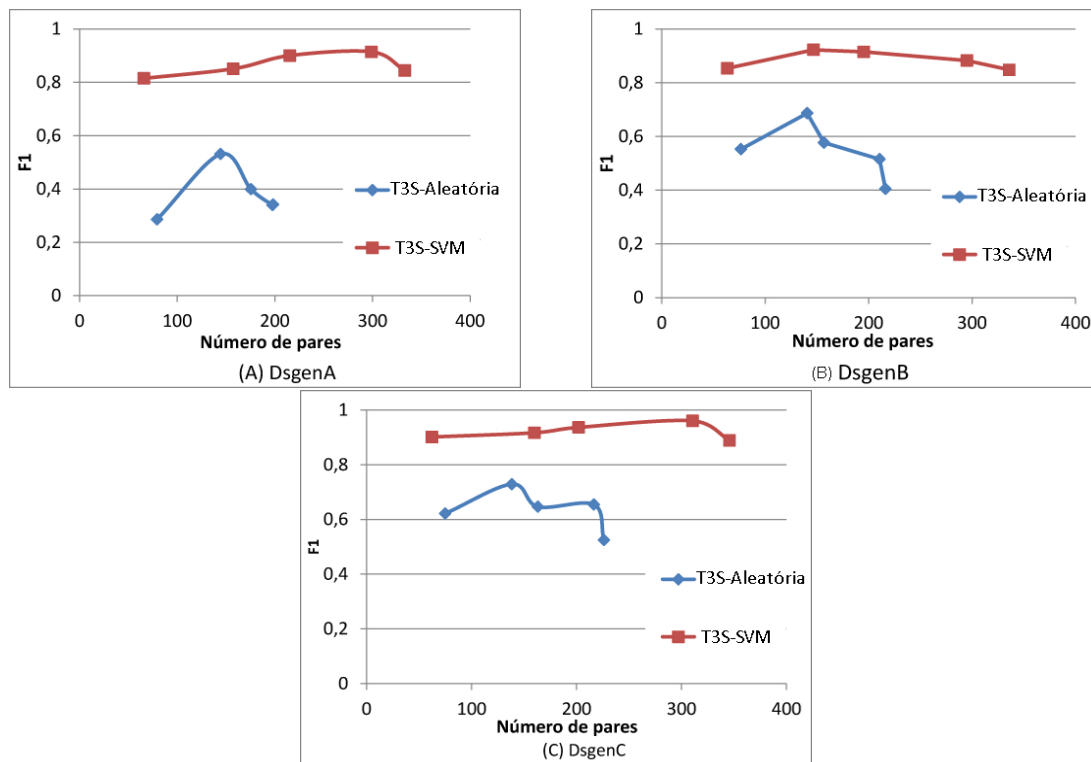 1
0,8
0,6
0,4
0,2
0
F1
0 100 200 300 400
Número de pares
T3S-Aleatória
T3S-SVM
(A) DsgenA
1
0,8
0,6
0,4
0,2
0
F1
0 100 200 300 400
Número de pares
T3S-Aleatória
T3S-SVM
(B) DsgenB
1
0,8
0,6
0,4
0,2
0
F1
0 100 200 300 400
Número de pares
T3S-Aleatória
T3S-SVM
(C) DsgenC